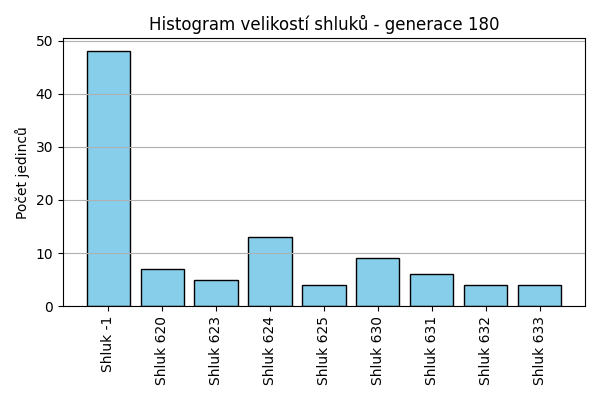 Histogram velikostí shluků - generace 180
Počet jedinců
50
40
30
20
10
0
Shluk -1
Shluk 620
Shluk 623
Shluk 624
Shluk 625
Shluk 630
Shluk 631
Shluk 632
Shluk 633